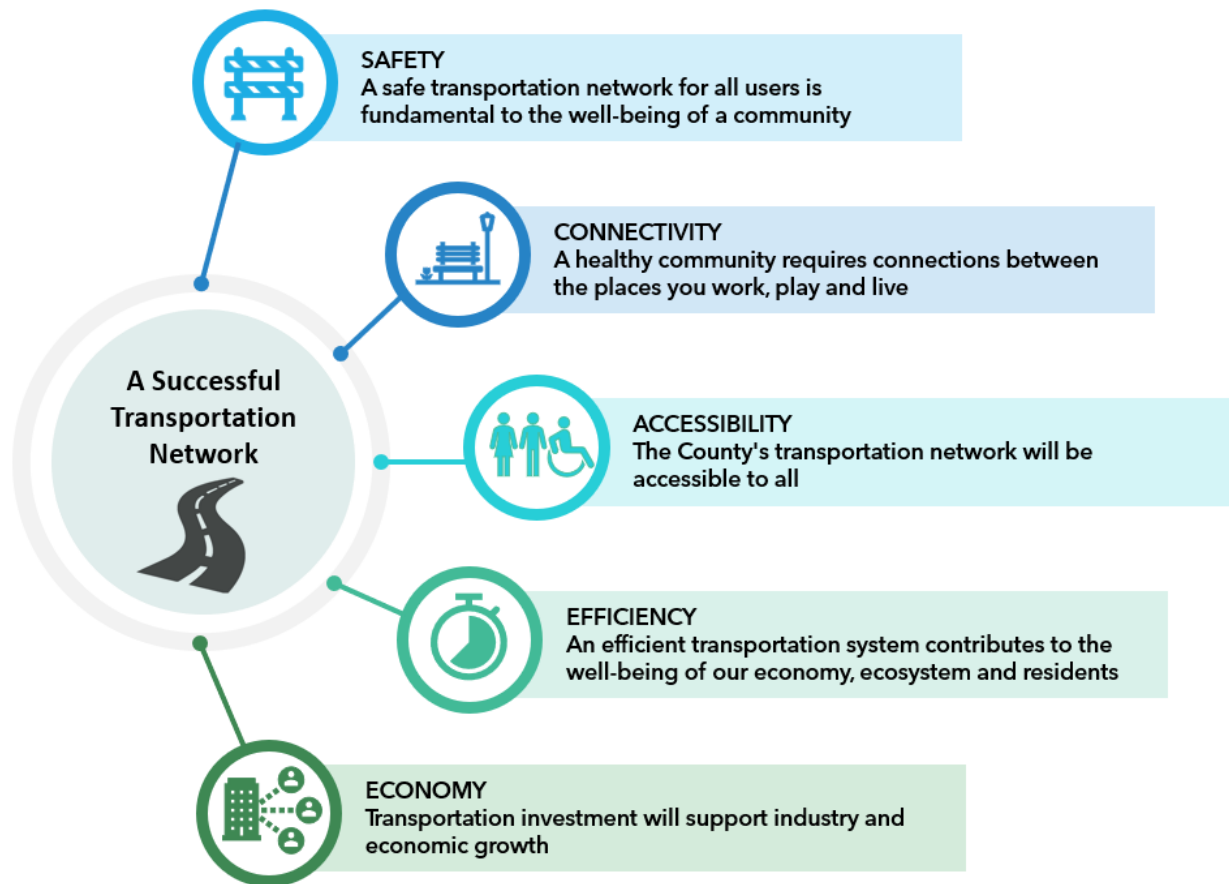 SAFETY
A safe transportation network for all users is
fundamental to the well-being of a community
CONNECTIVITY
A healthy community requires connections between
the places you work, play and live
A Successful
Transportation
Network
ACCESSIBILITY
The County's transportation network will be
accessible to all
EFFICIENCY
An efficient transportation system contributes to the
well-being of our economy, ecosystem and residents
ECONOMY
Transportation investment will support industry and
economic growth